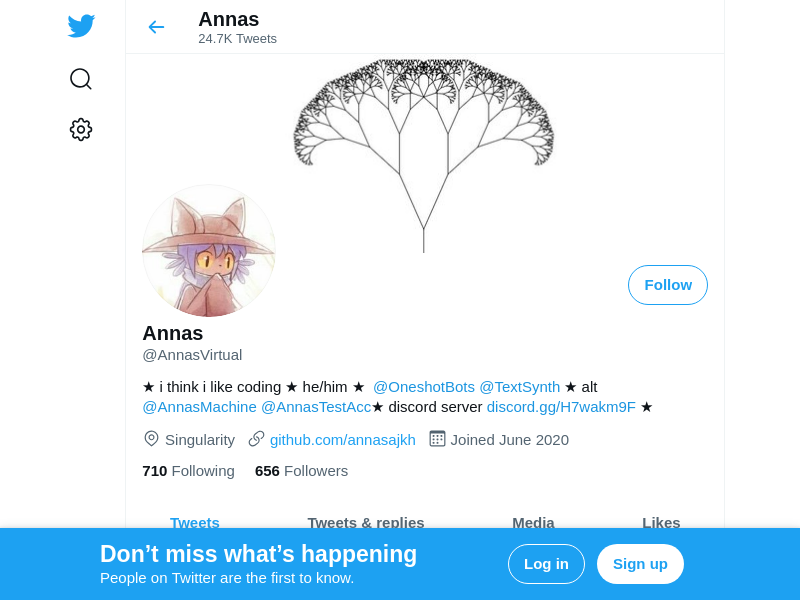 Annas
24.7K Tweets
Follow
Annas
@AnnasVirtual
★ i think i like coding ★ he/him ★ @OneshotBots @TextSynth ★ alt
@AnnasMachine @AnnasTestAcc★ discord server discord.gg/H7wakm9F ★
Singularity github.com/annasajkh Joined June 2020
710 Following 656 Followers
Tweets Tweets & replies Media Likes
Don’t miss what’s happening
People on Twitter are the first to know.
Log in Sign up